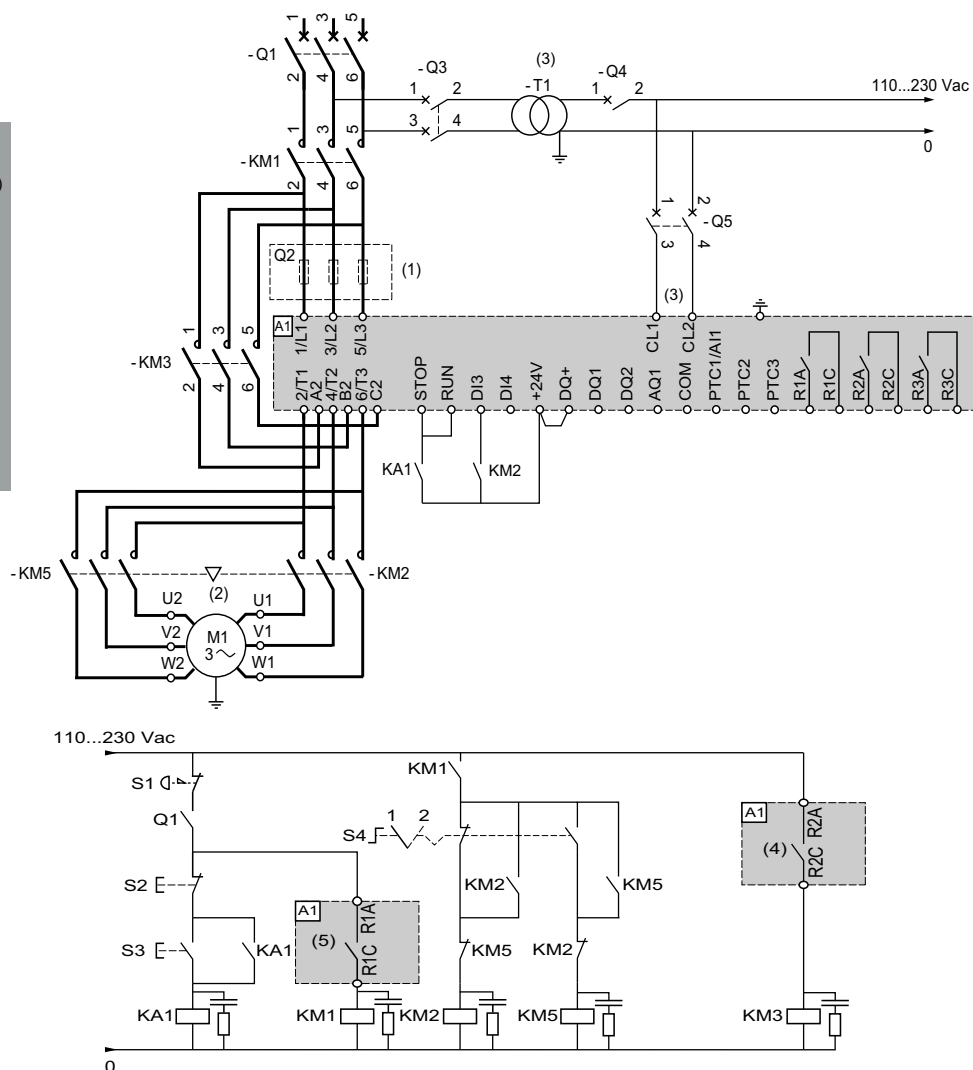 1 3 5
-Q1
2 4 6
-Q3 (3) -Q4
1 2 -T1 1 2 110...230 Vac
3 4
0
1 3 5
-KM1
2 4 6
1 2
-Q5
3 4
Q2 (1)
(3)
A1
1/L1 3/L2 5/L3 CL1 CL2
1 3 5
-KM3
2 4 6
2/T1 A2 4/T2 B2 6/T3 C2 STOP RUN DI3 DI4 +24V DQ+ DQ1 DQ2 AQ1 COM PTC1/AI1 PTC2 PTC3 R1A R1C R2A R2C R3A R3C
KA1 KM2
-KM5 (2) -KM2
U2 U1
V2 M1 V1
3
W2 W1
110...230 Vac
S1
KM1
Q1
1 2
S4
A1
R2A
(4)
R2C
S2
KM2 KM5
A1
R1A
(5)
R1C
S3 KA1 KM5 KM2
KA1 KM1 KM2 KM5 KM3
0